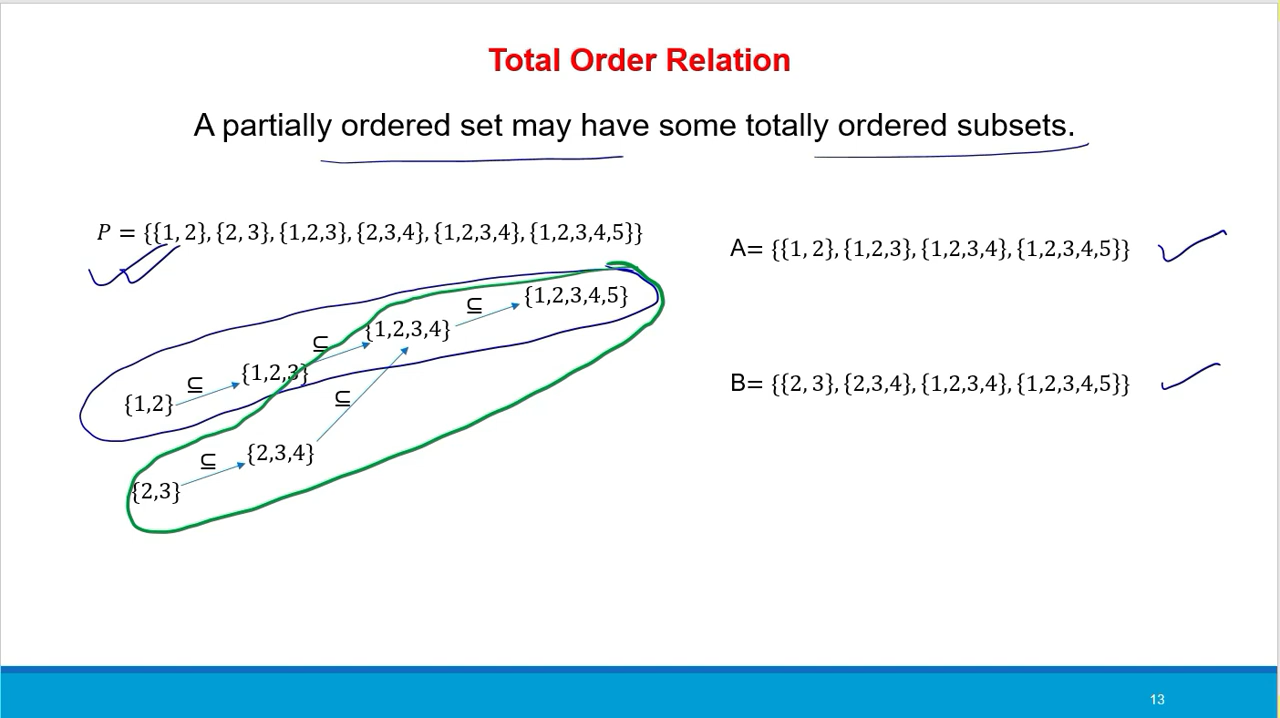 Total Order Relation
A partially ordered set may have some totally ordered subsets.
P = {{1, 2}, {2, 3}, {1,2,3}, {2,3,4}, {1,2,3,4}, {1,2,3,4,5}}
A= {{1, 2}, {1,2,3}, {1,2,3,4}, {1,2,3,4,5}}
⊆ {1,2,3,4,5}
⊆ {1,2,3,4}
⊆ {1,2,3}
{1,2}
B= {{2, 3}, {2,3,4}, {1,2,3,4}, {1,2,3,4,5}}
⊆
⊆ {2,3,4}
{2,3}
13